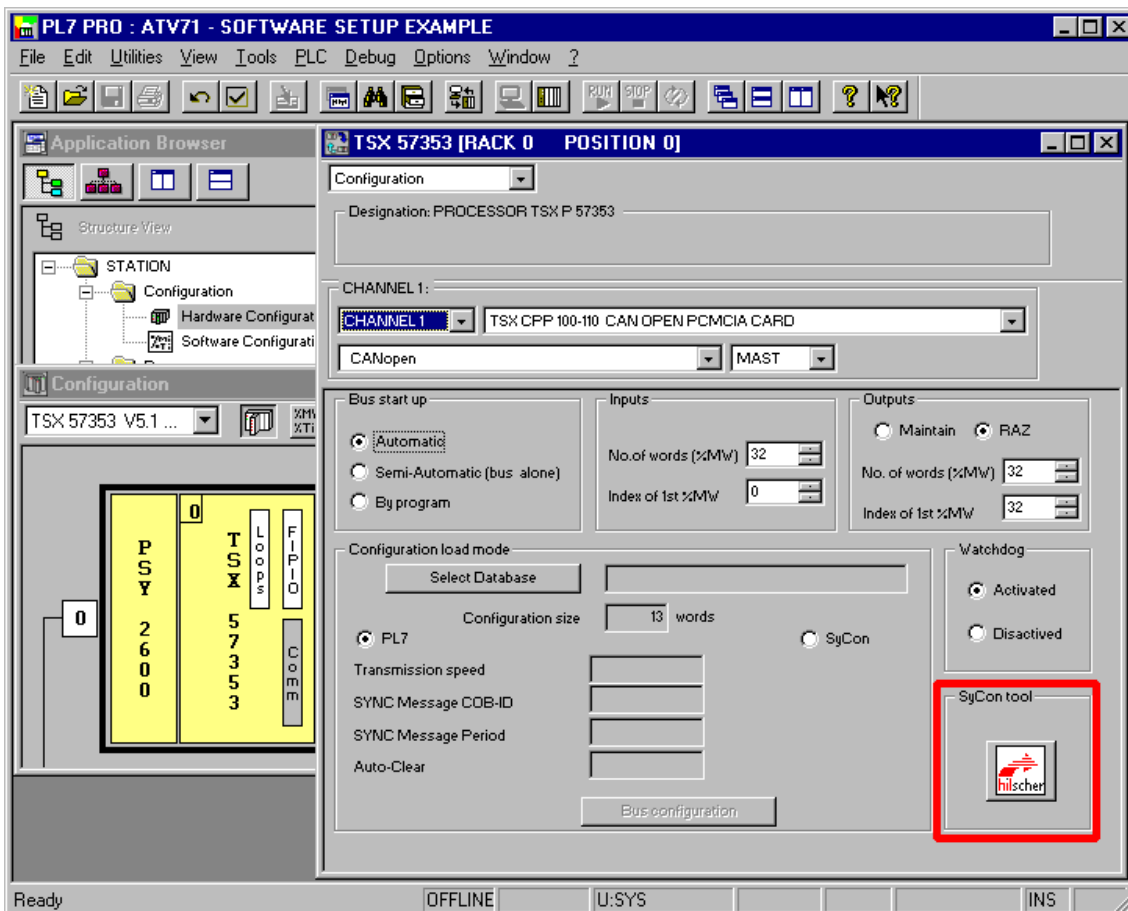 PL7 PRO : ATV71 - SOFTWARE SETUP EXAMPLE
File Edit Utilities View Tools PLC Debug Options Window ?
RUN STOP
Application Browser
Structure View
STATION
Configuration
Hardware Configurat
Software Configurati
Configuration
TSX 57353 V5.1 ...
0
PSY 2600
0
TSX 57353
Loops
FIPIO
Comm
TSX 57353 [RACK 0 POSITION 0]
Configuration
Designation: PROCESSOR TSX P 57353
CHANNEL 1:
CHANNEL 1 TSX CPP 100-110 CAN OPEN PCMCIA CARD
CANopen MAST
Bus start up
Automatic
Semi-Automatic (bus alone)
By program
Inputs
No.of words (%MW) 32
Index of 1st %MW 0
Outputs
Maintain RAZ
No. of words (%MW) 32
Index of 1st %MW 32
Configuration load mode
Select Database
Configuration size 13 words
PL7 SyCon
Transmission speed
SYNC Message COB-ID
SYNC Message Period
Auto-Clear
Bus configuration
Watchdog
Activated
Disactived
SyCon tool
hilscher
Ready OFFLINE U:SYS INS